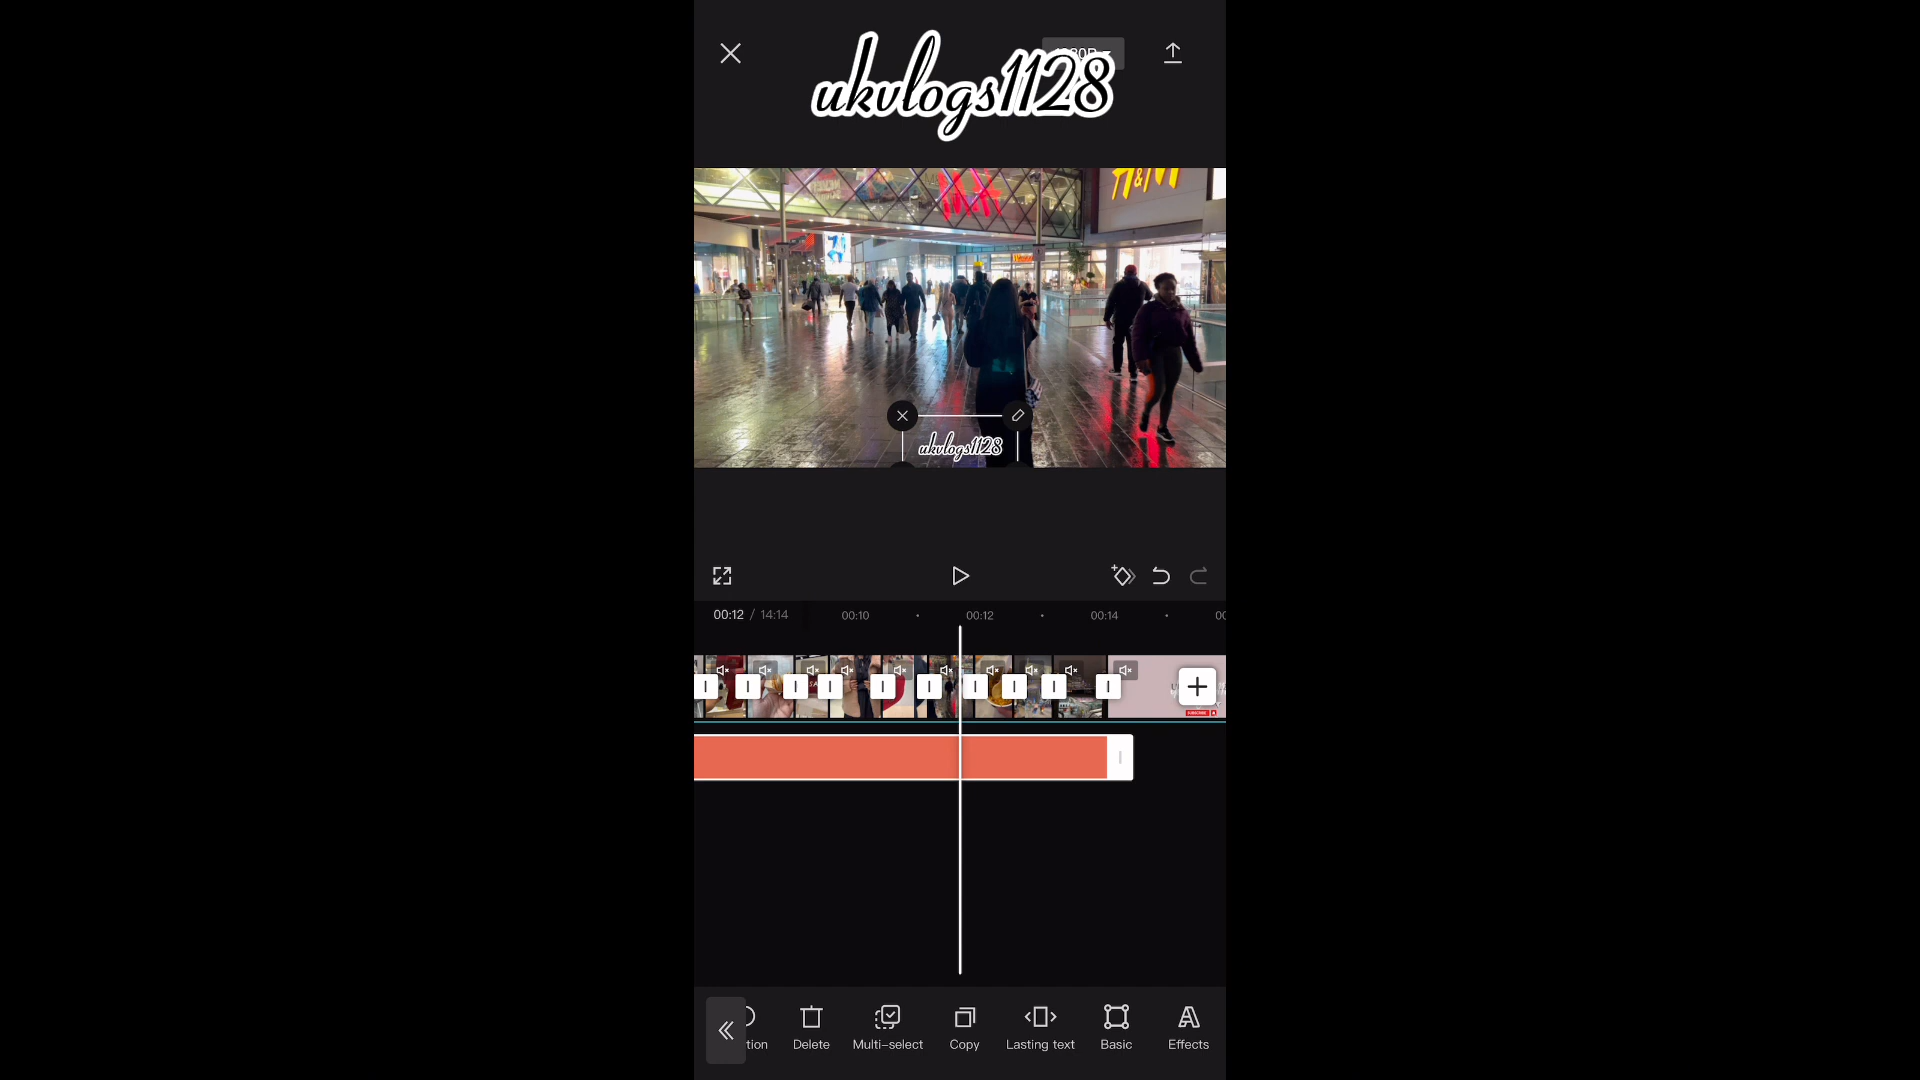 ukvlogs1128
H&M
ukvlogs1128
00:12 / 14:14
00:10
00:12
00:14
Delete
Multi-select
Copy
Lasting text
Basic
Effects